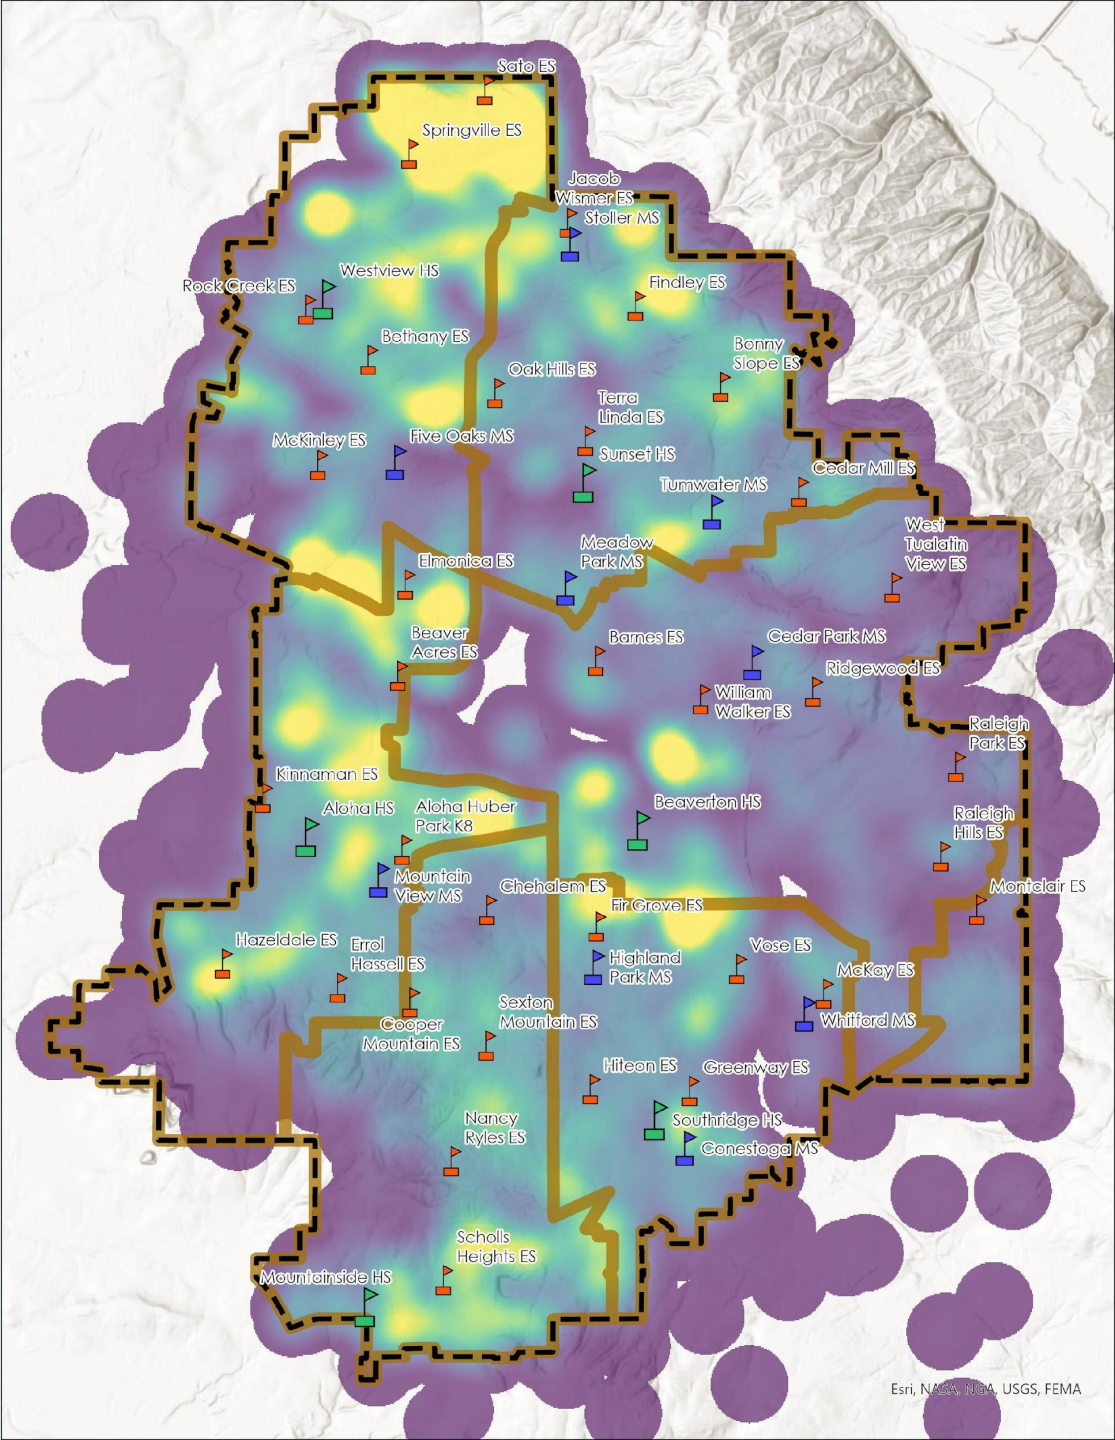 Sato ES
Springville ES
Jacob
Wismer ES
Stoller MS
Westview HS
Rock Creek ES
Findley ES
Bethany ES
Bonny
Slope ES
Oak Hills ES
Terra
Linda ES
McKinley ES
Five Oaks MS
Sunset HS
Cedar Mill ES
Tumwater MS
West
Tualatin
View ES
Meadow
Park MS
Elmonica ES
Beaver
Acres ES
Barnes ES
Cedar Park MS
Ridgewood ES
William
Walker ES
Raleigh
Park ES
Kinnaman ES
Aloha HS
Aloha Huber
Park K8
Beaverton HS
Raleigh
Hills ES
Mountain
View MS
Chehalem ES
Montclair ES
Fir Grove ES
Hazeldale ES
Errol
Hassell ES
Vose ES
Highland
Park MS
McKay ES
Cooper
Mountain ES
Sexton
Mountain ES
Whitford MS
Hiteon ES
Greenway ES
Nancy
Ryles ES
Southridge HS
Conestoga MS
Scholls
Heights ES
Mountainside HS
Esri, NASA, NGA, USGS, FEMA